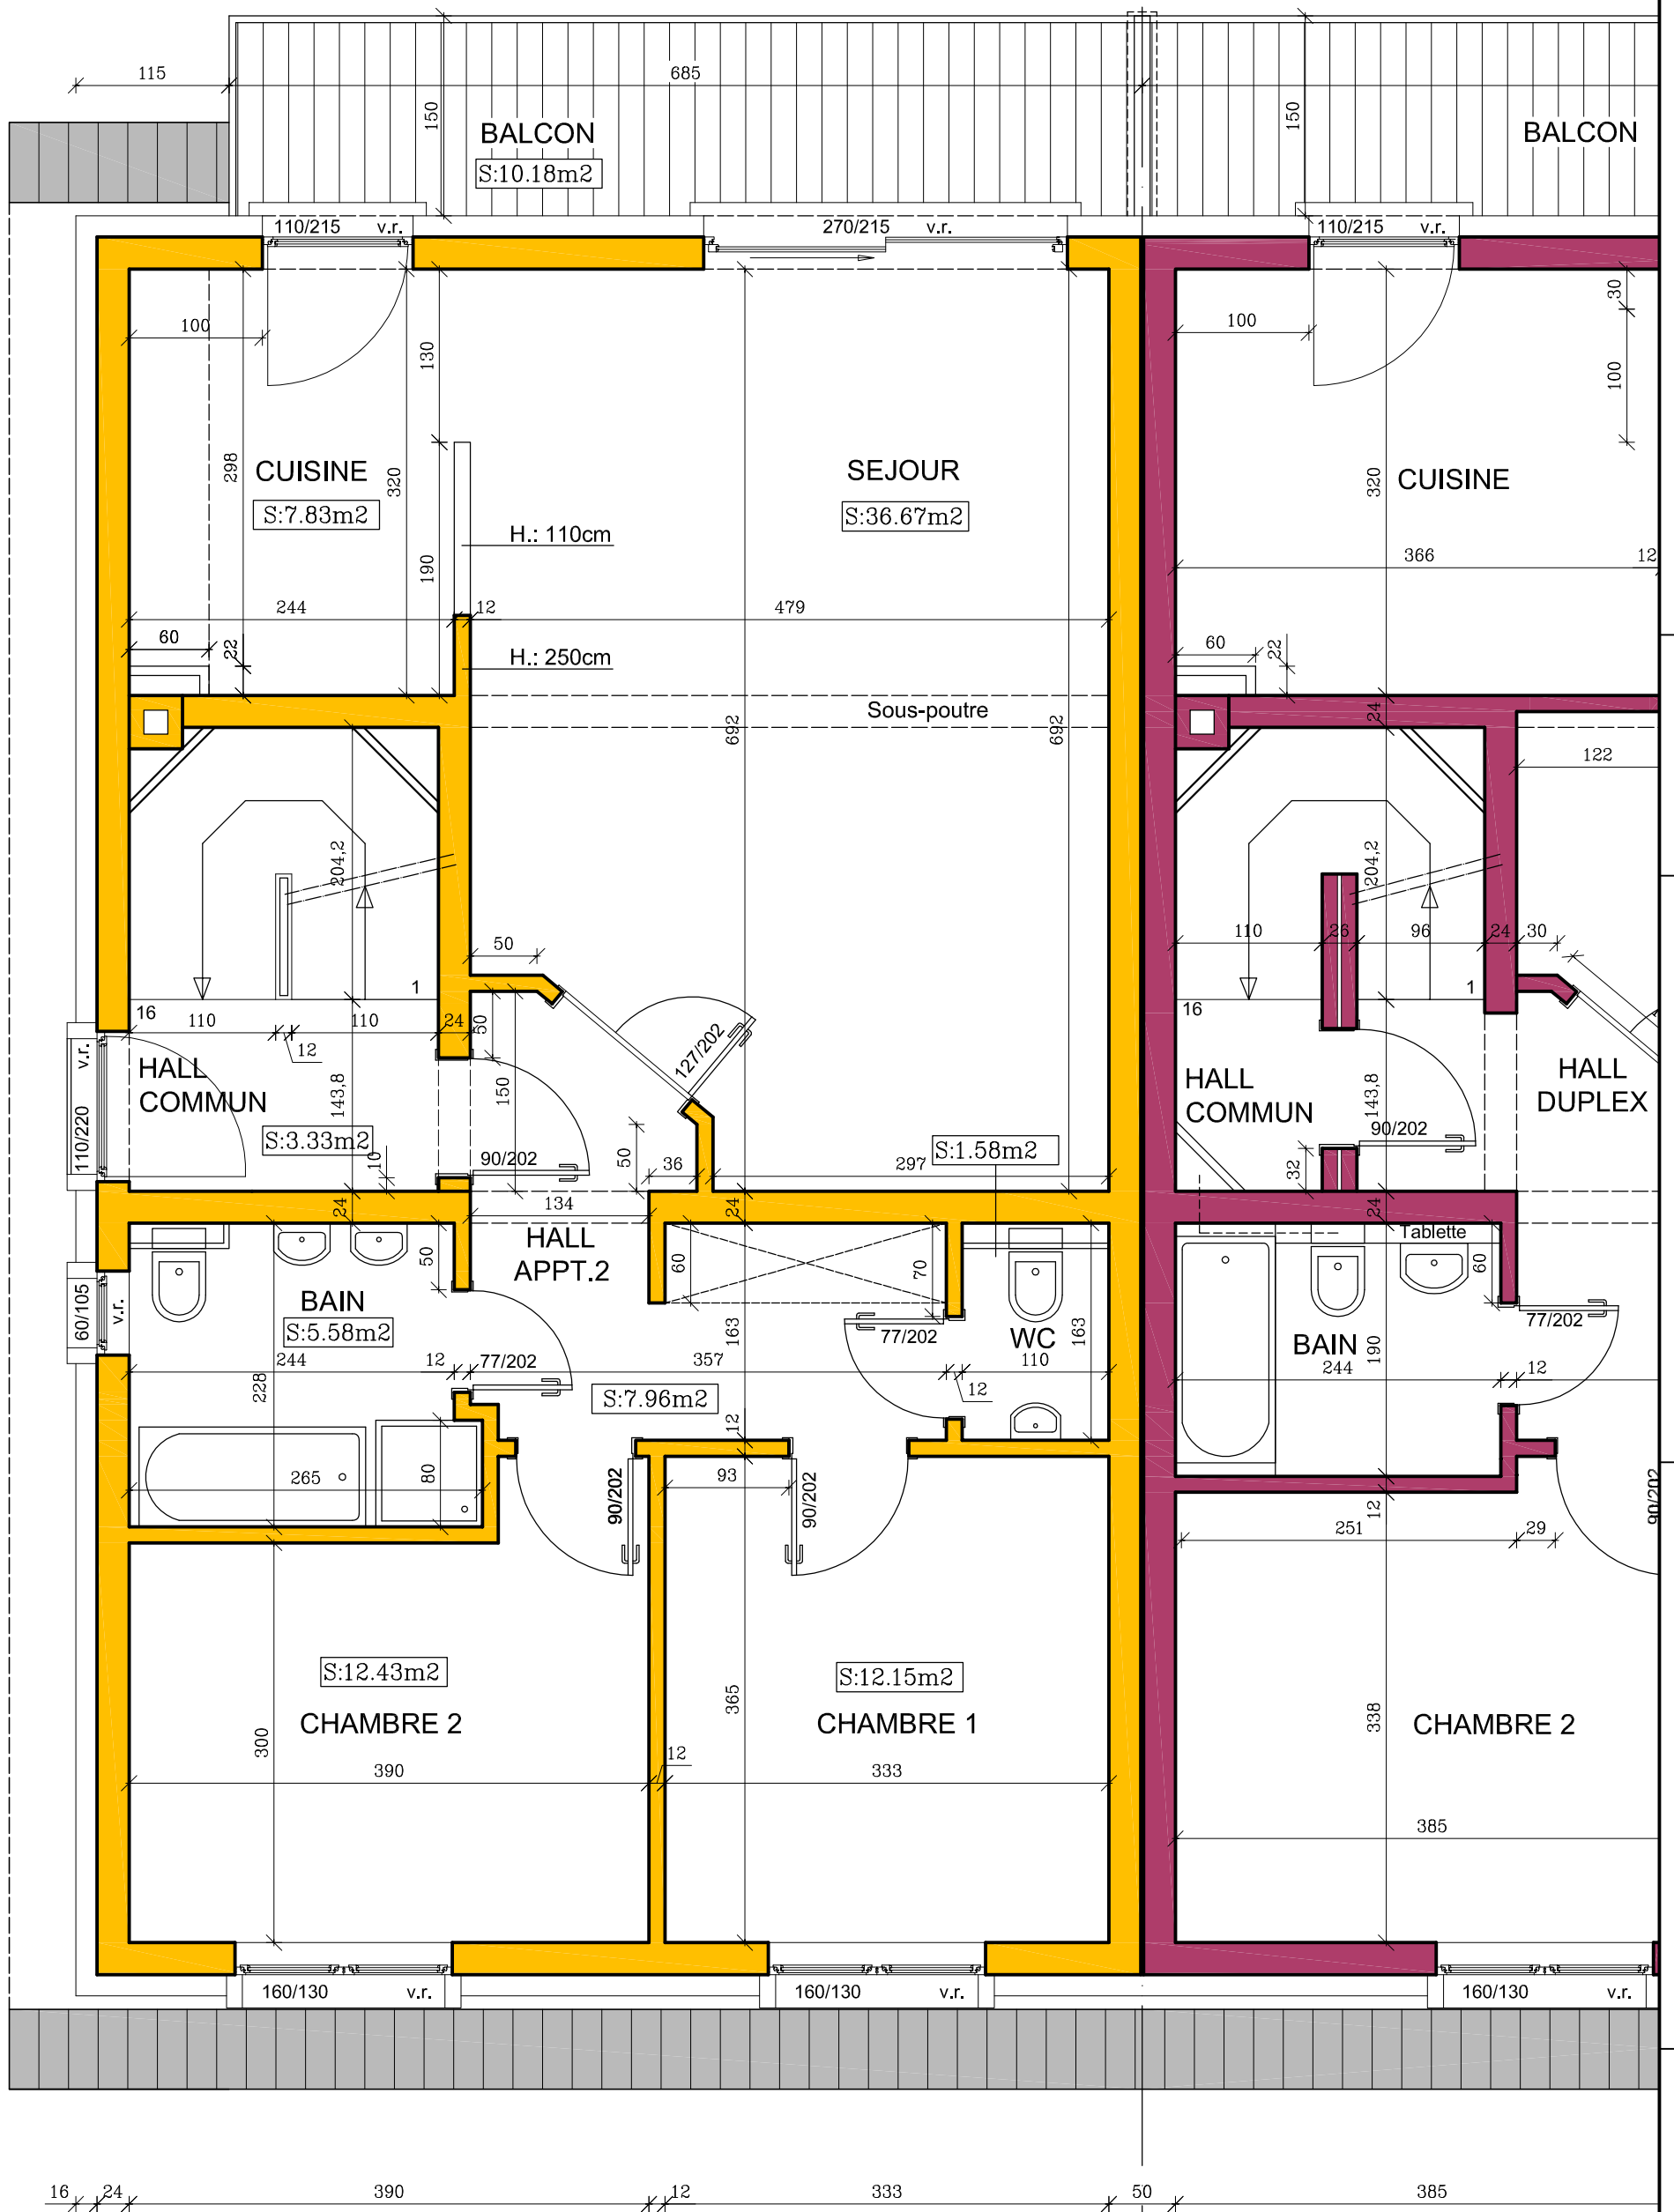 115
685
150
150
BALCON
S:10.18m2
BALCON
110/215 v.r.
270/215 v.r.
110/215 v.r.
100
130
100
30
100
298
CUISINE
S:7.83m2
320
SEJOUR
S:36.67m2
320
CUISINE
H.: 110cm
190
366
12
244
12
479
60
22
H.: 250cm
60
22
Sous-poutre
692
692
24
122
204,2
204,2
50
110
26
96
24
30
1
1
16
16
110
12
110
24
50
127/202
v.r.
110/220
HALL
COMMUN
S:3.33m2
143,8
150
10
90/202
50
36
297
S:1.58m2
HALL
COMMUN
143,8
90/202
32
HALL
DUPLEX
24
134
24
24
HALL
APPT.2
50
60
70
Tablette
60
60/105
v.r.
BAIN
S:5.58m2
163
77/202
WC
163
BAIN
190
77/202
244
12
77/202
357
12
110
244
12
228
S:7.96m2
12
265
80
93
90/202
90/202
90/202
12
251
29
S:12.43m2
CHAMBRE 2
S:12.15m2
CHAMBRE 1
CHAMBRE 2
300
365
338
390
12
333
385
160/130 v.r.
160/130 v.r.
160/130 v.r.
16
24
390
12
333
50
385